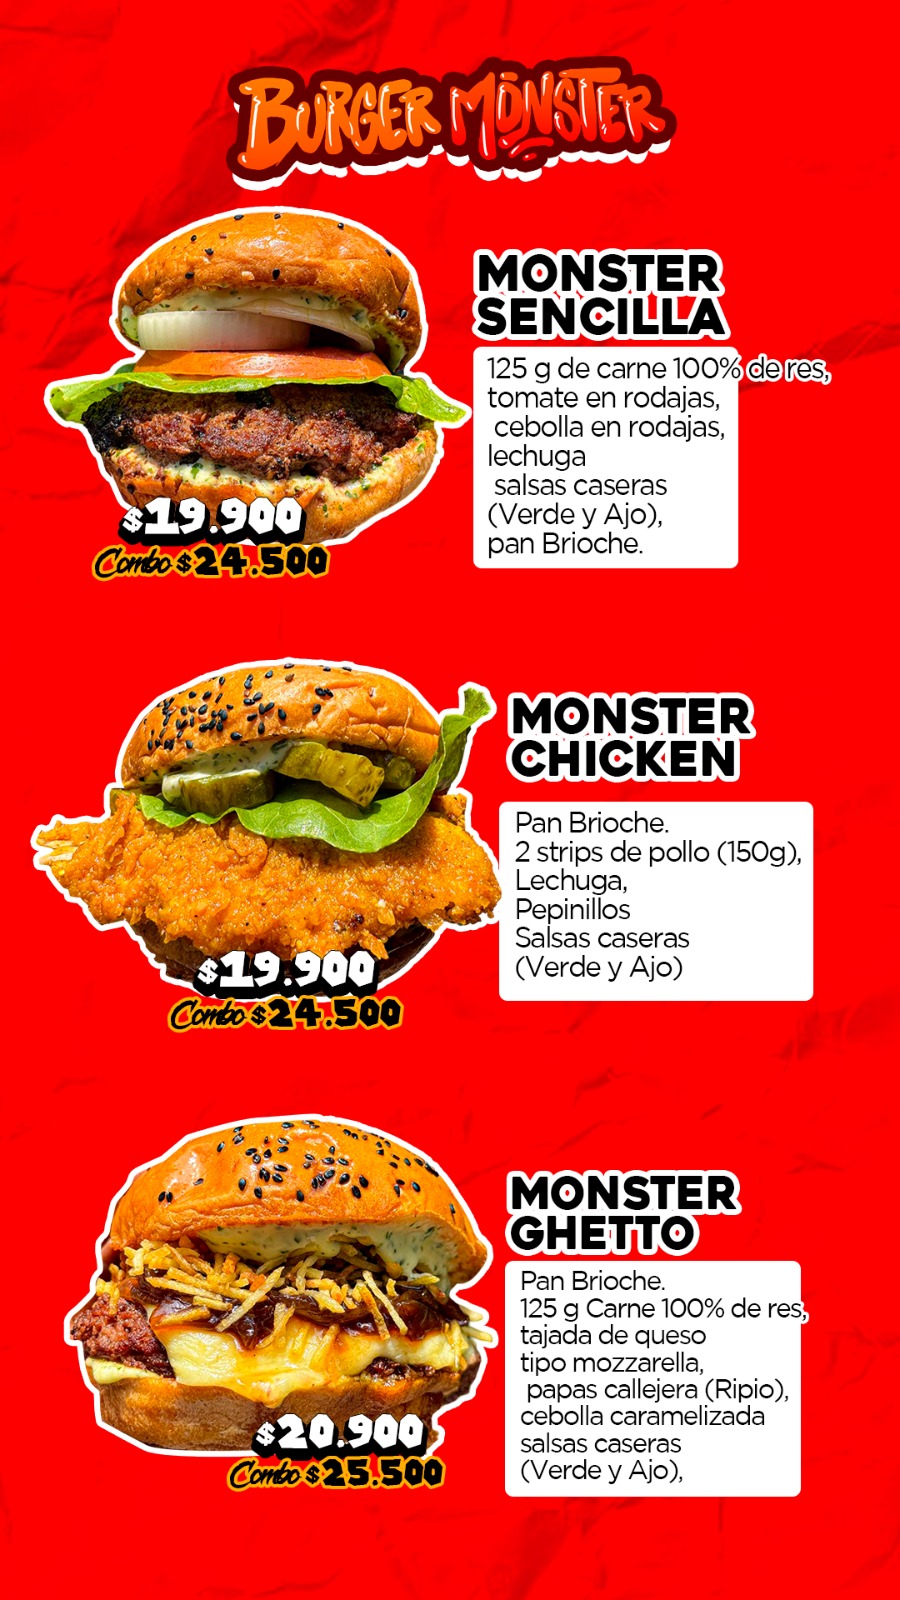 BURGER MONSTER
MONSTER
SENCILLA
125 g de carne 100% de res,
tomate en rodajas,
cebolla en rodajas,
lechuga
salsas caseras
(Verde y Ajo),
pan Brioche.
$19.900
Combo $24.500
MONSTER
CHICKEN
Pan Brioche.
2 strips de pollo (150g),
Lechuga,
Pepinillos
Salsas caseras
(Verde y Ajo)
$19.900
Combo $24.500
MONSTER
GHETTO
Pan Brioche.
125 g Carne 100% de res,
tajada de queso
tipo mozzarella,
papas callejera (Ripio),
cebolla caramelizada
salsas caseras
(Verde y Ajo),
$20.900
Combo $25.500